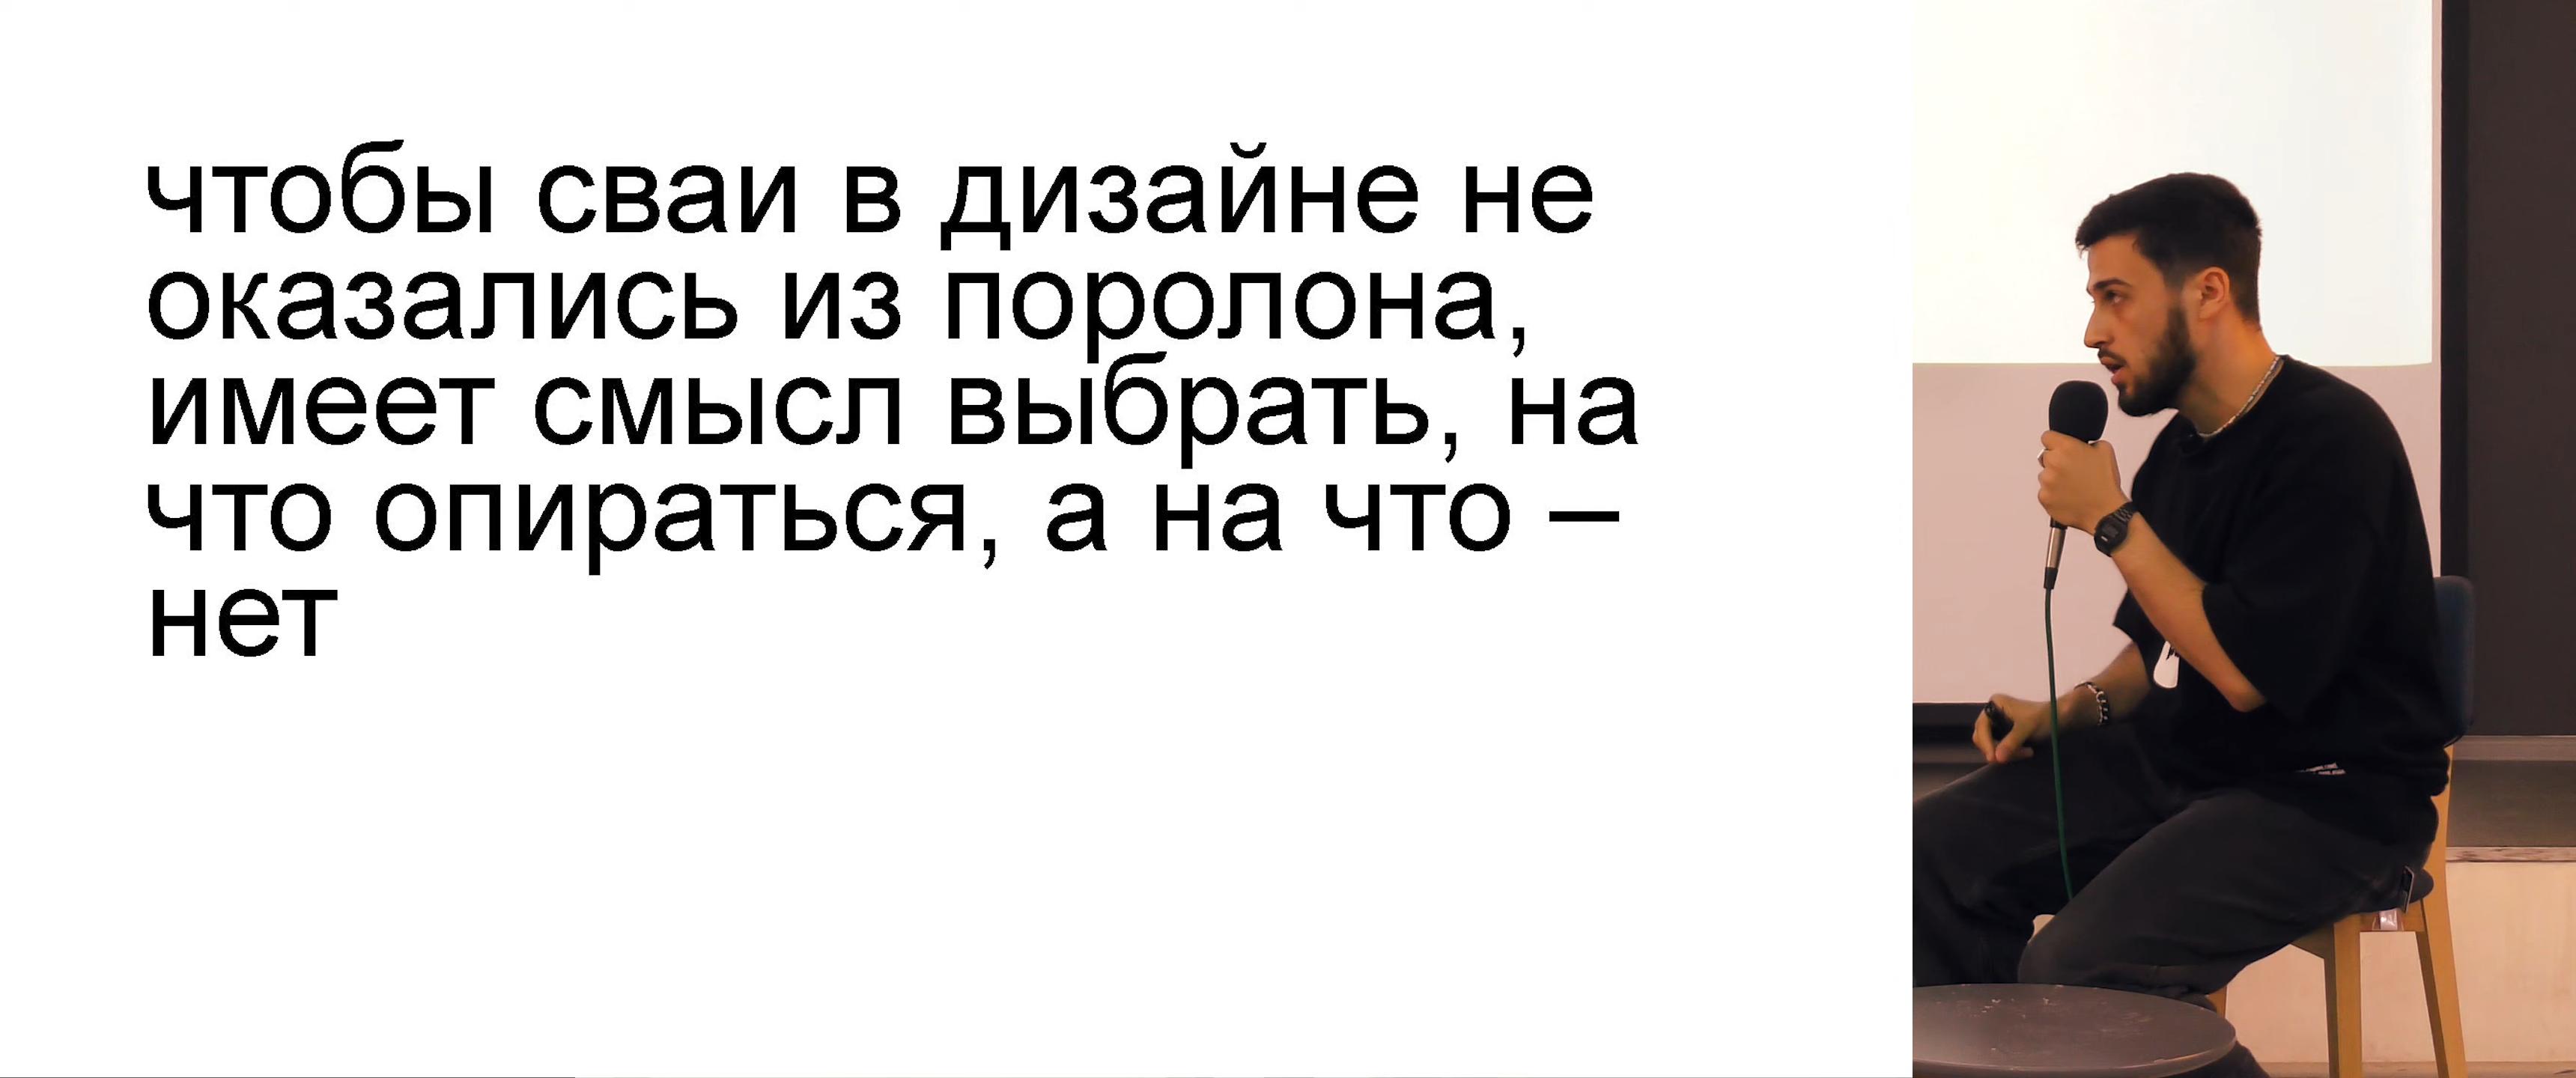 чтобы сваи в дизайне не
оказались из поролона,
имеет смысл выбрать, на
что опираться, а на что –
нет